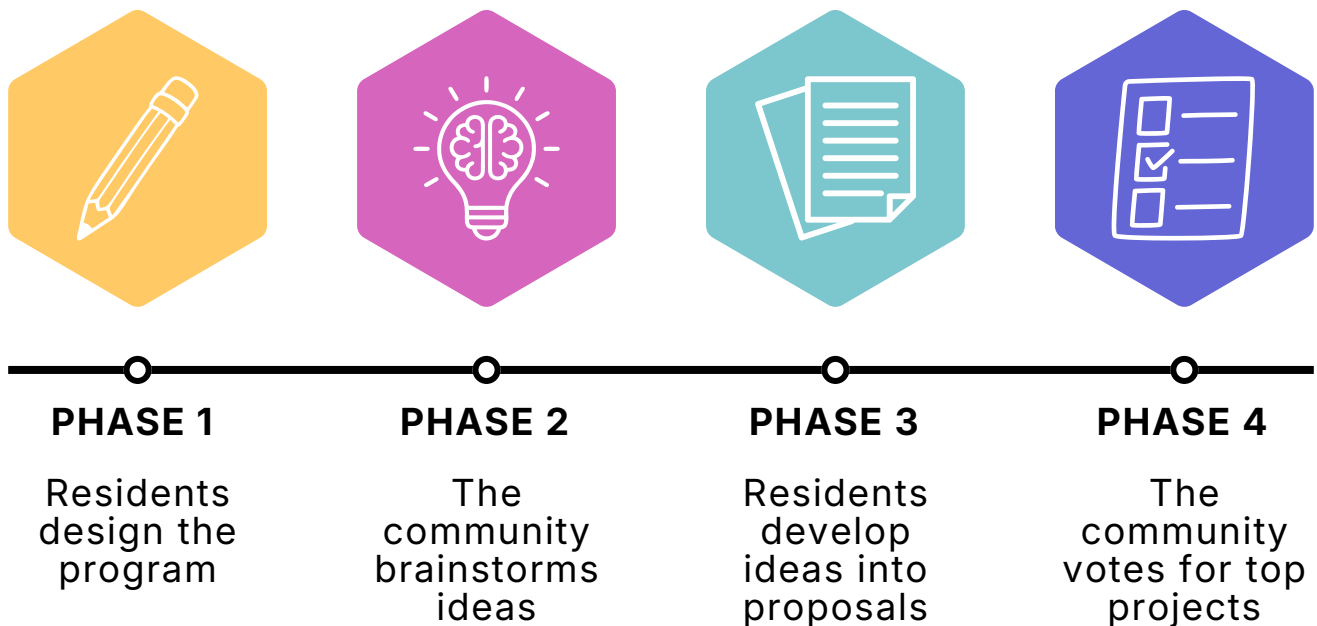 PHASE 1
Residents
design the
program
PHASE 2
The
community
brainstorms
ideas
PHASE 3
Residents
develop
ideas into
proposals
PHASE 4
The
community
votes for top
projects